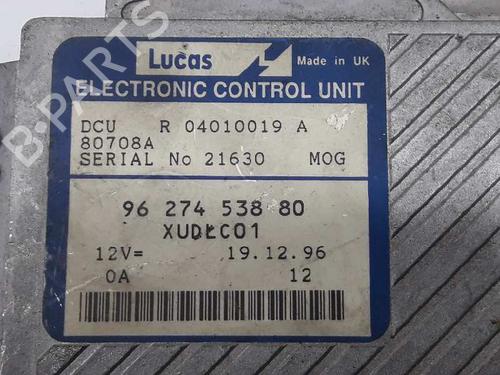 Lucas
Made in UK
ELECTRONIC CONTROL UNIT
DCU R 04010019 A
80708A
SERIAL No 21630 MOG
96 274 538 80
XUDLC01
12V= 19.12.96
0A 12
B-PARTS